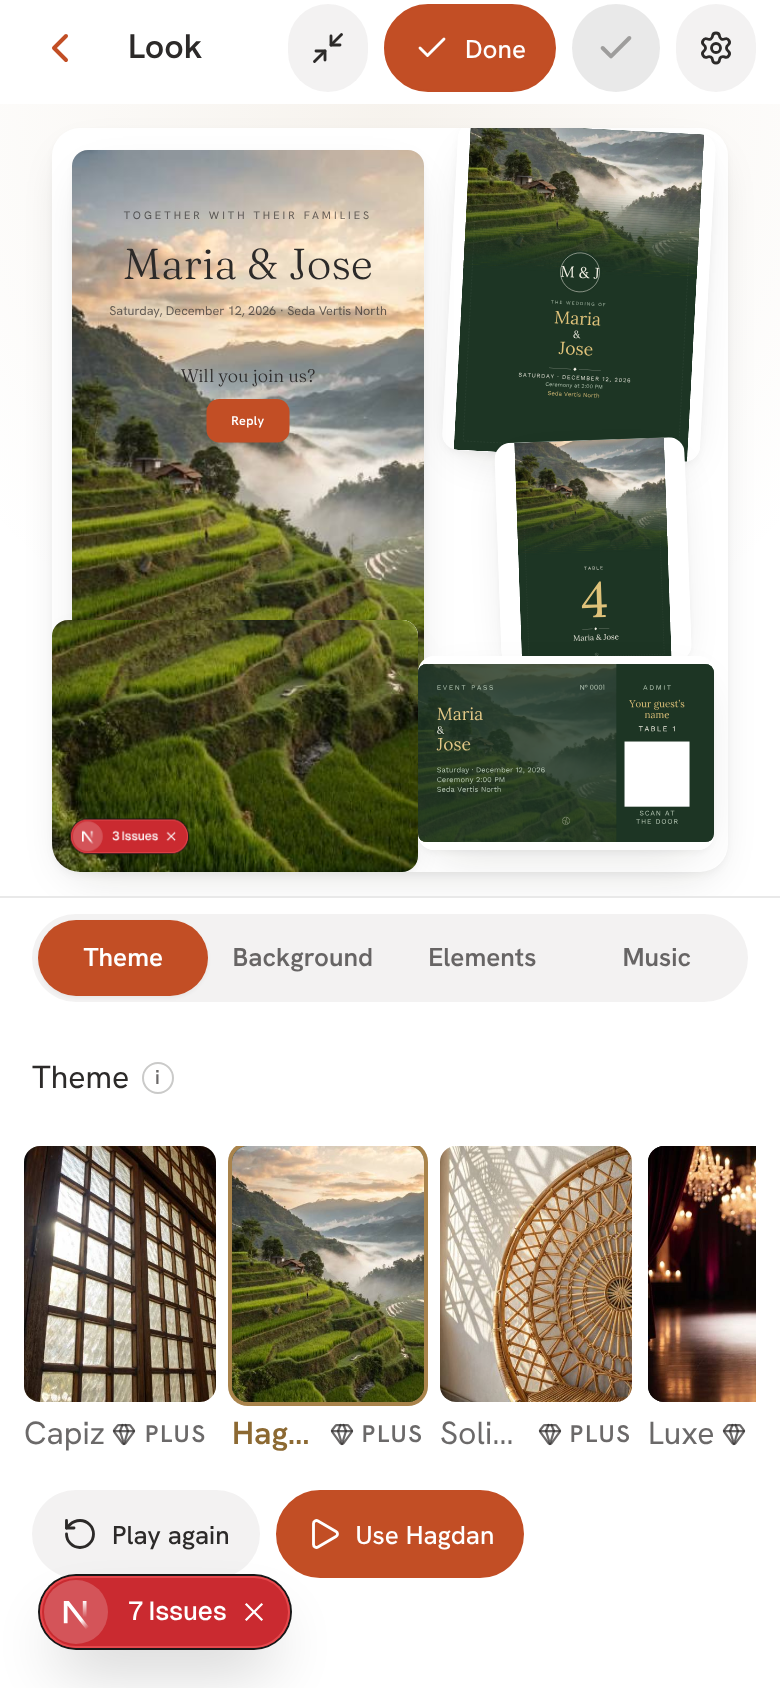 Look
Done
TOGETHER WITH THEIR FAMILIES
Maria & Jose
Saturday, December 12, 2026 · Seda Vertis North
Will you join us?
Reply
M & J
THE WEDDING OF
Maria
&
Jose
SATURDAY · DECEMBER 12, 2026
Ceremony at 2:00 PM
Seda Vertis North
TABLE
4
Maria & Jose
EVENT PASS
Nº 0001
Maria
&
Jose
Saturday · December 12, 2026
Ceremony 2:00 PM
Seda Vertis North
ADMIT
Your guest's
name
TABLE 1
SCAN AT
THE DOOR
N 3 Issues
Theme Background Elements Music
Theme i
Capiz PLUS Hag... PLUS Soli... PLUS Luxe
Play again Use Hagdan
N 7 Issues